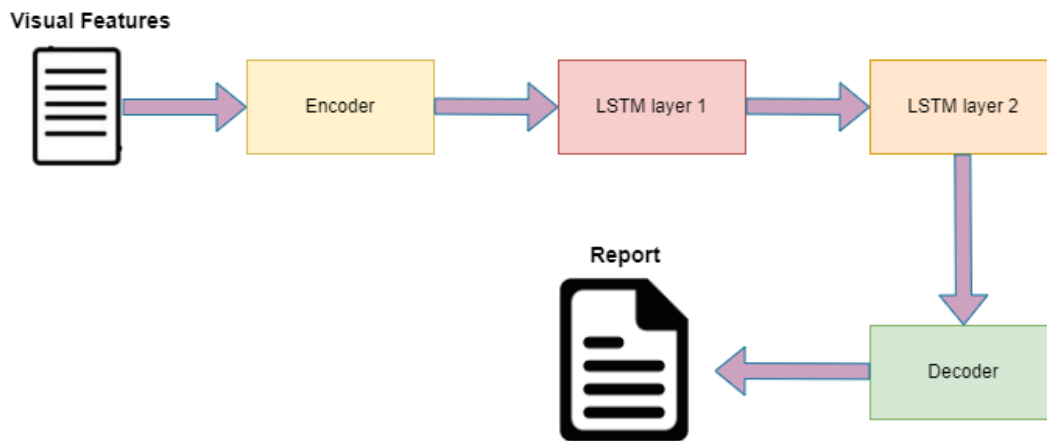 Visual Features
Encoder
LSTM layer 1
LSTM layer 2
Report
Decoder